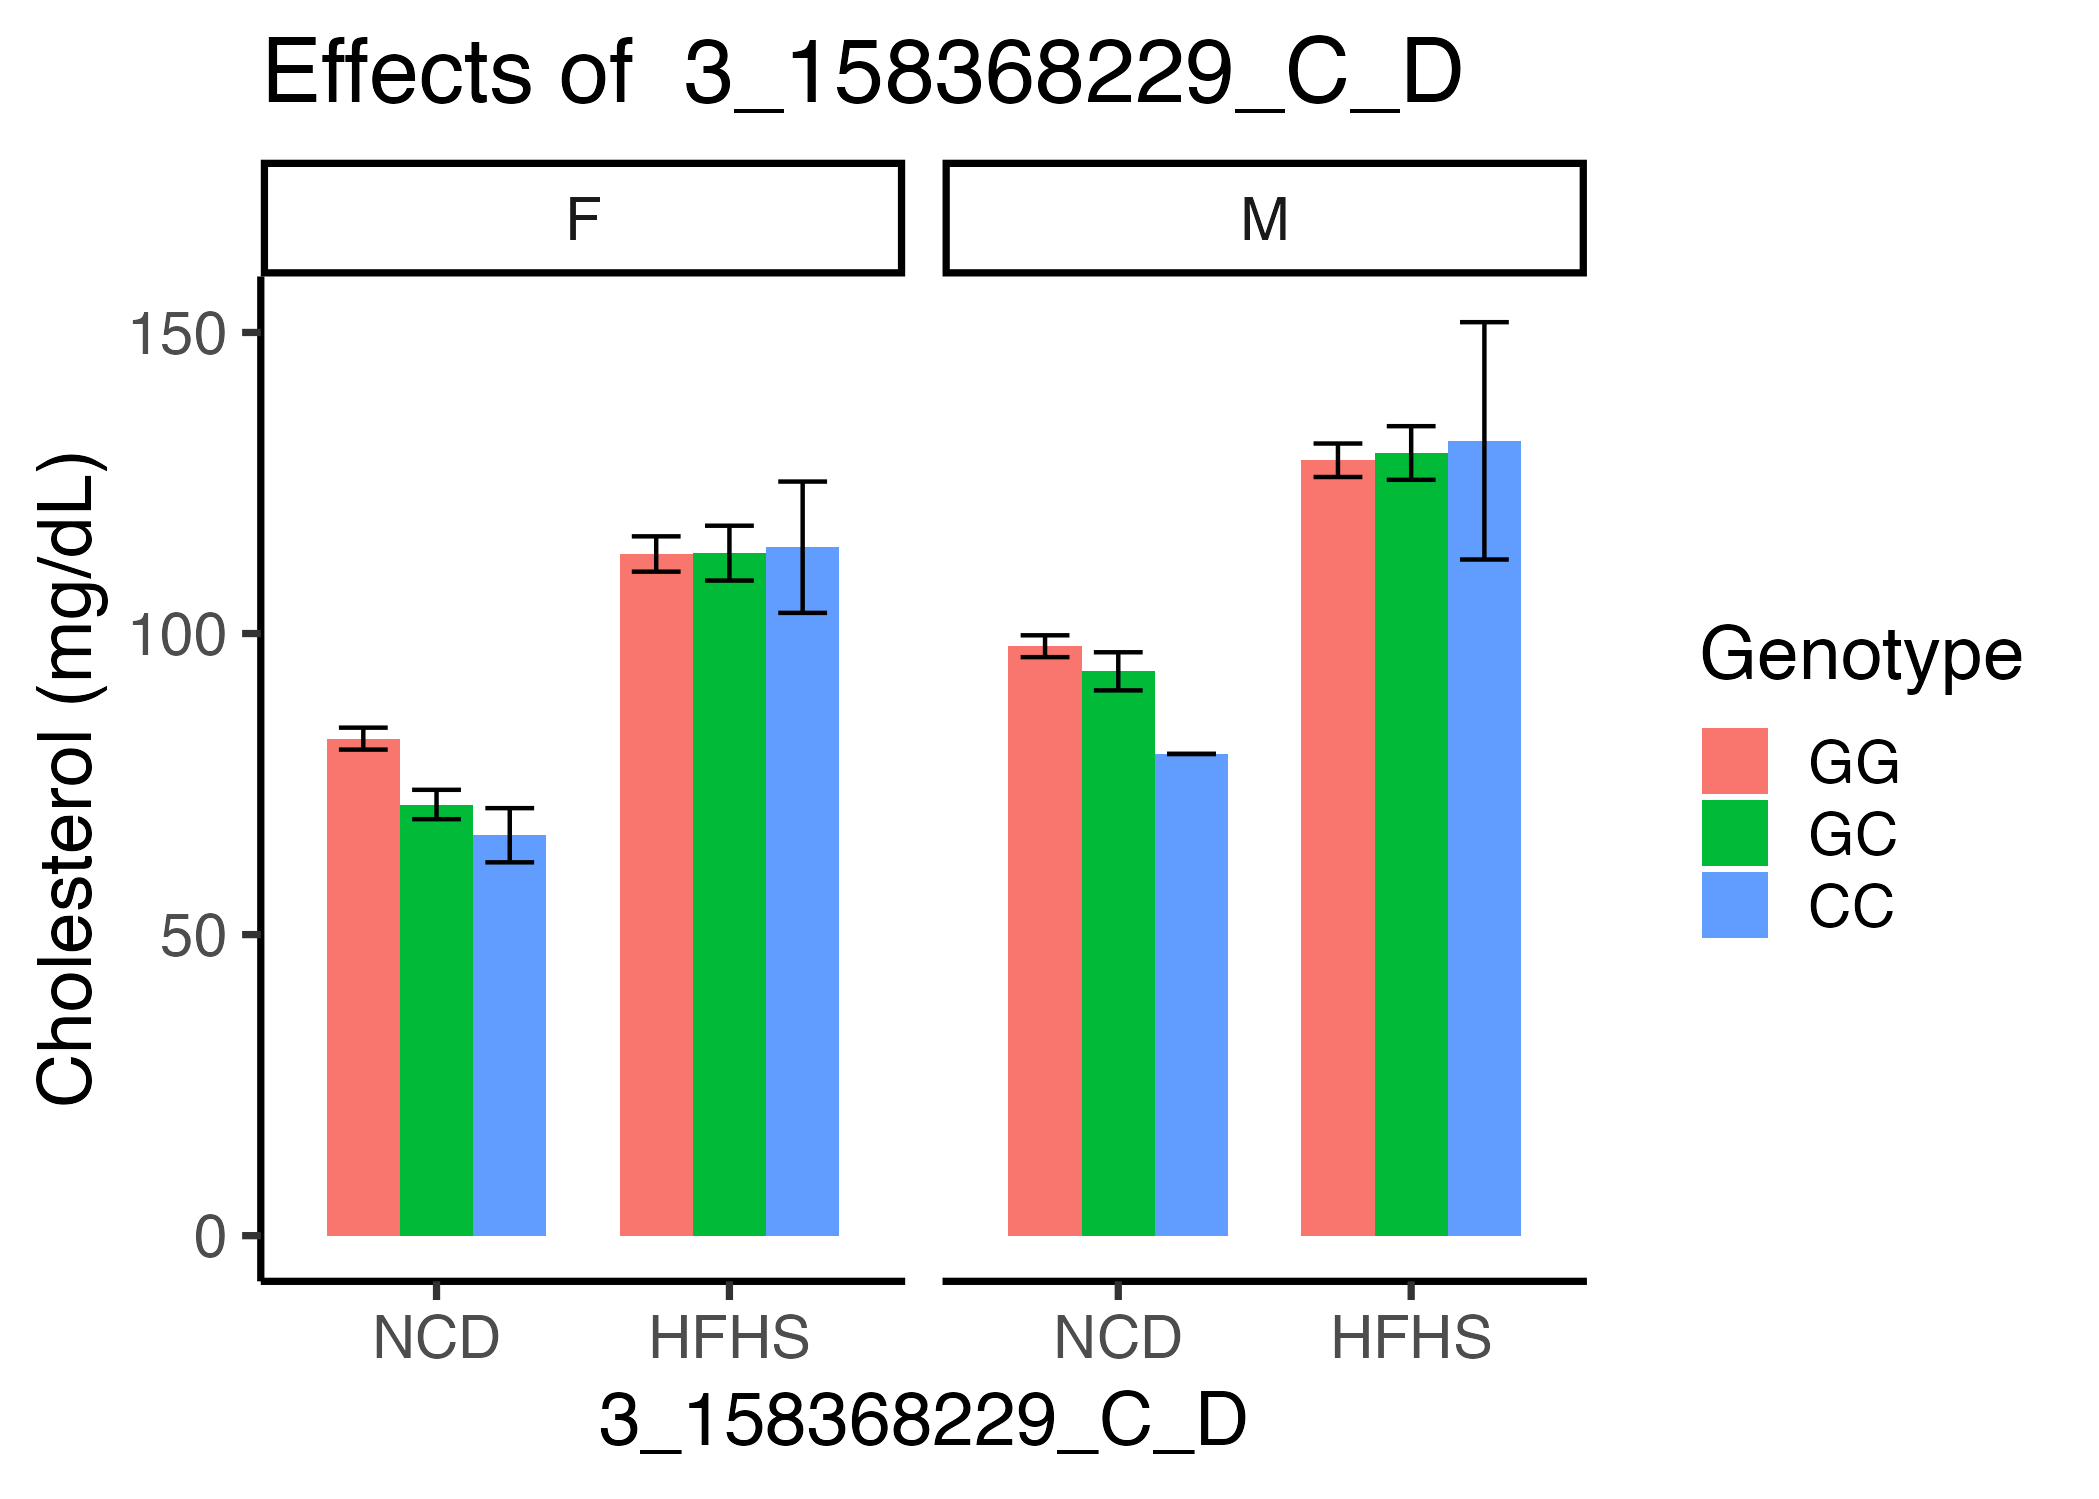 Effects of  3_158368229_C_D
F
M
150
100
50
0
Cholesterol (mg/dL)
NCD
HFHS
NCD
HFHS
3_158368229_C_D
Genotype
GG
GC
CC